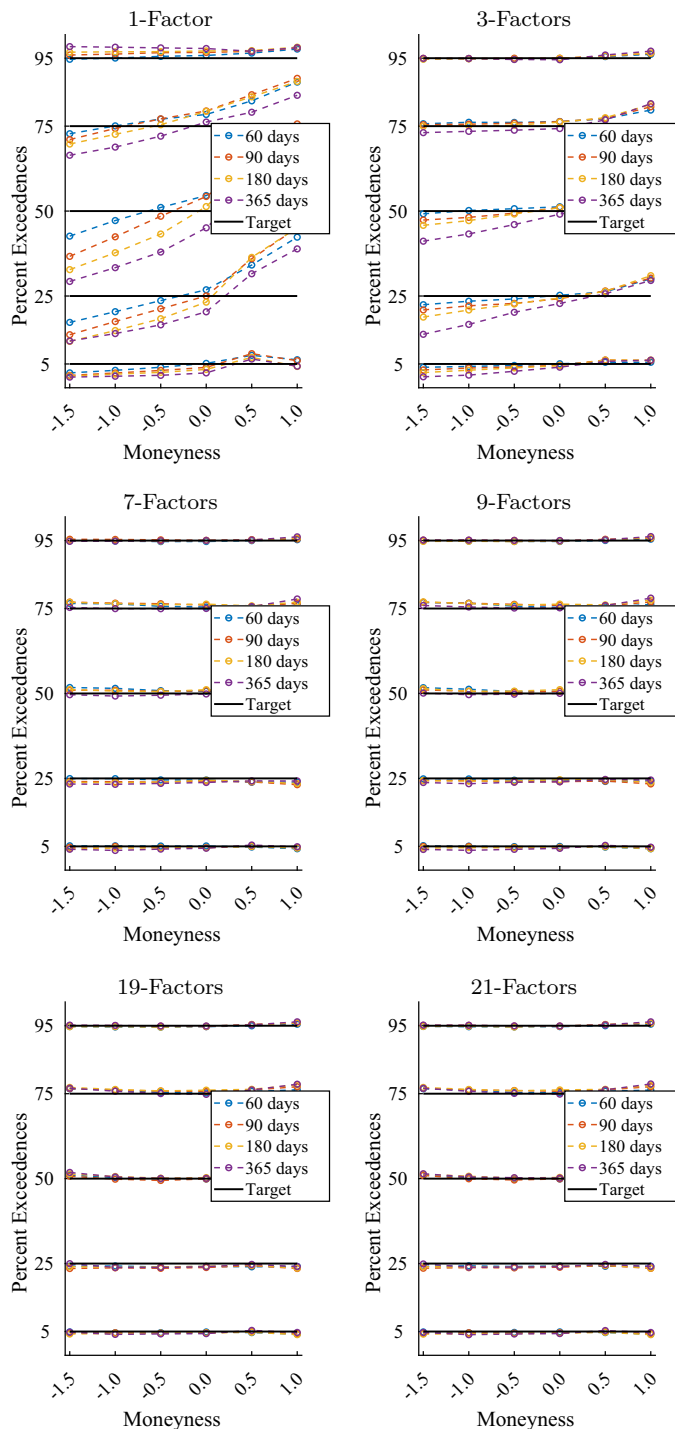 1-Factor
Percent Exceedences
95
75
50
25
5
60 days
90 days
180 days
365 days
Target
-1.5
-1.0
-0.5
0.0
0.5
1.0
Moneyness
3-Factors
Percent Exceedences
95
75
50
25
5
60 days
90 days
180 days
365 days
Target
-1.5
-1.0
-0.5
0.0
0.5
1.0
Moneyness
7-Factors
Percent Exceedences
95
75
50
25
5
60 days
90 days
180 days
365 days
Target
-1.5
-1.0
-0.5
0.0
0.5
1.0
Moneyness
9-Factors
Percent Exceedences
95
75
50
25
5
60 days
90 days
180 days
365 days
Target
-1.5
-1.0
-0.5
0.0
0.5
1.0
Moneyness
19-Factors
Percent Exceedences
95
75
50
25
5
60 days
90 days
180 days
365 days
Target
-1.5
-1.0
-0.5
0.0
0.5
1.0
Moneyness
21-Factors
Percent Exceedences
95
75
50
25
5
60 days
90 days
180 days
365 days
Target
-1.5
-1.0
-0.5
0.0
0.5
1.0
Moneyness